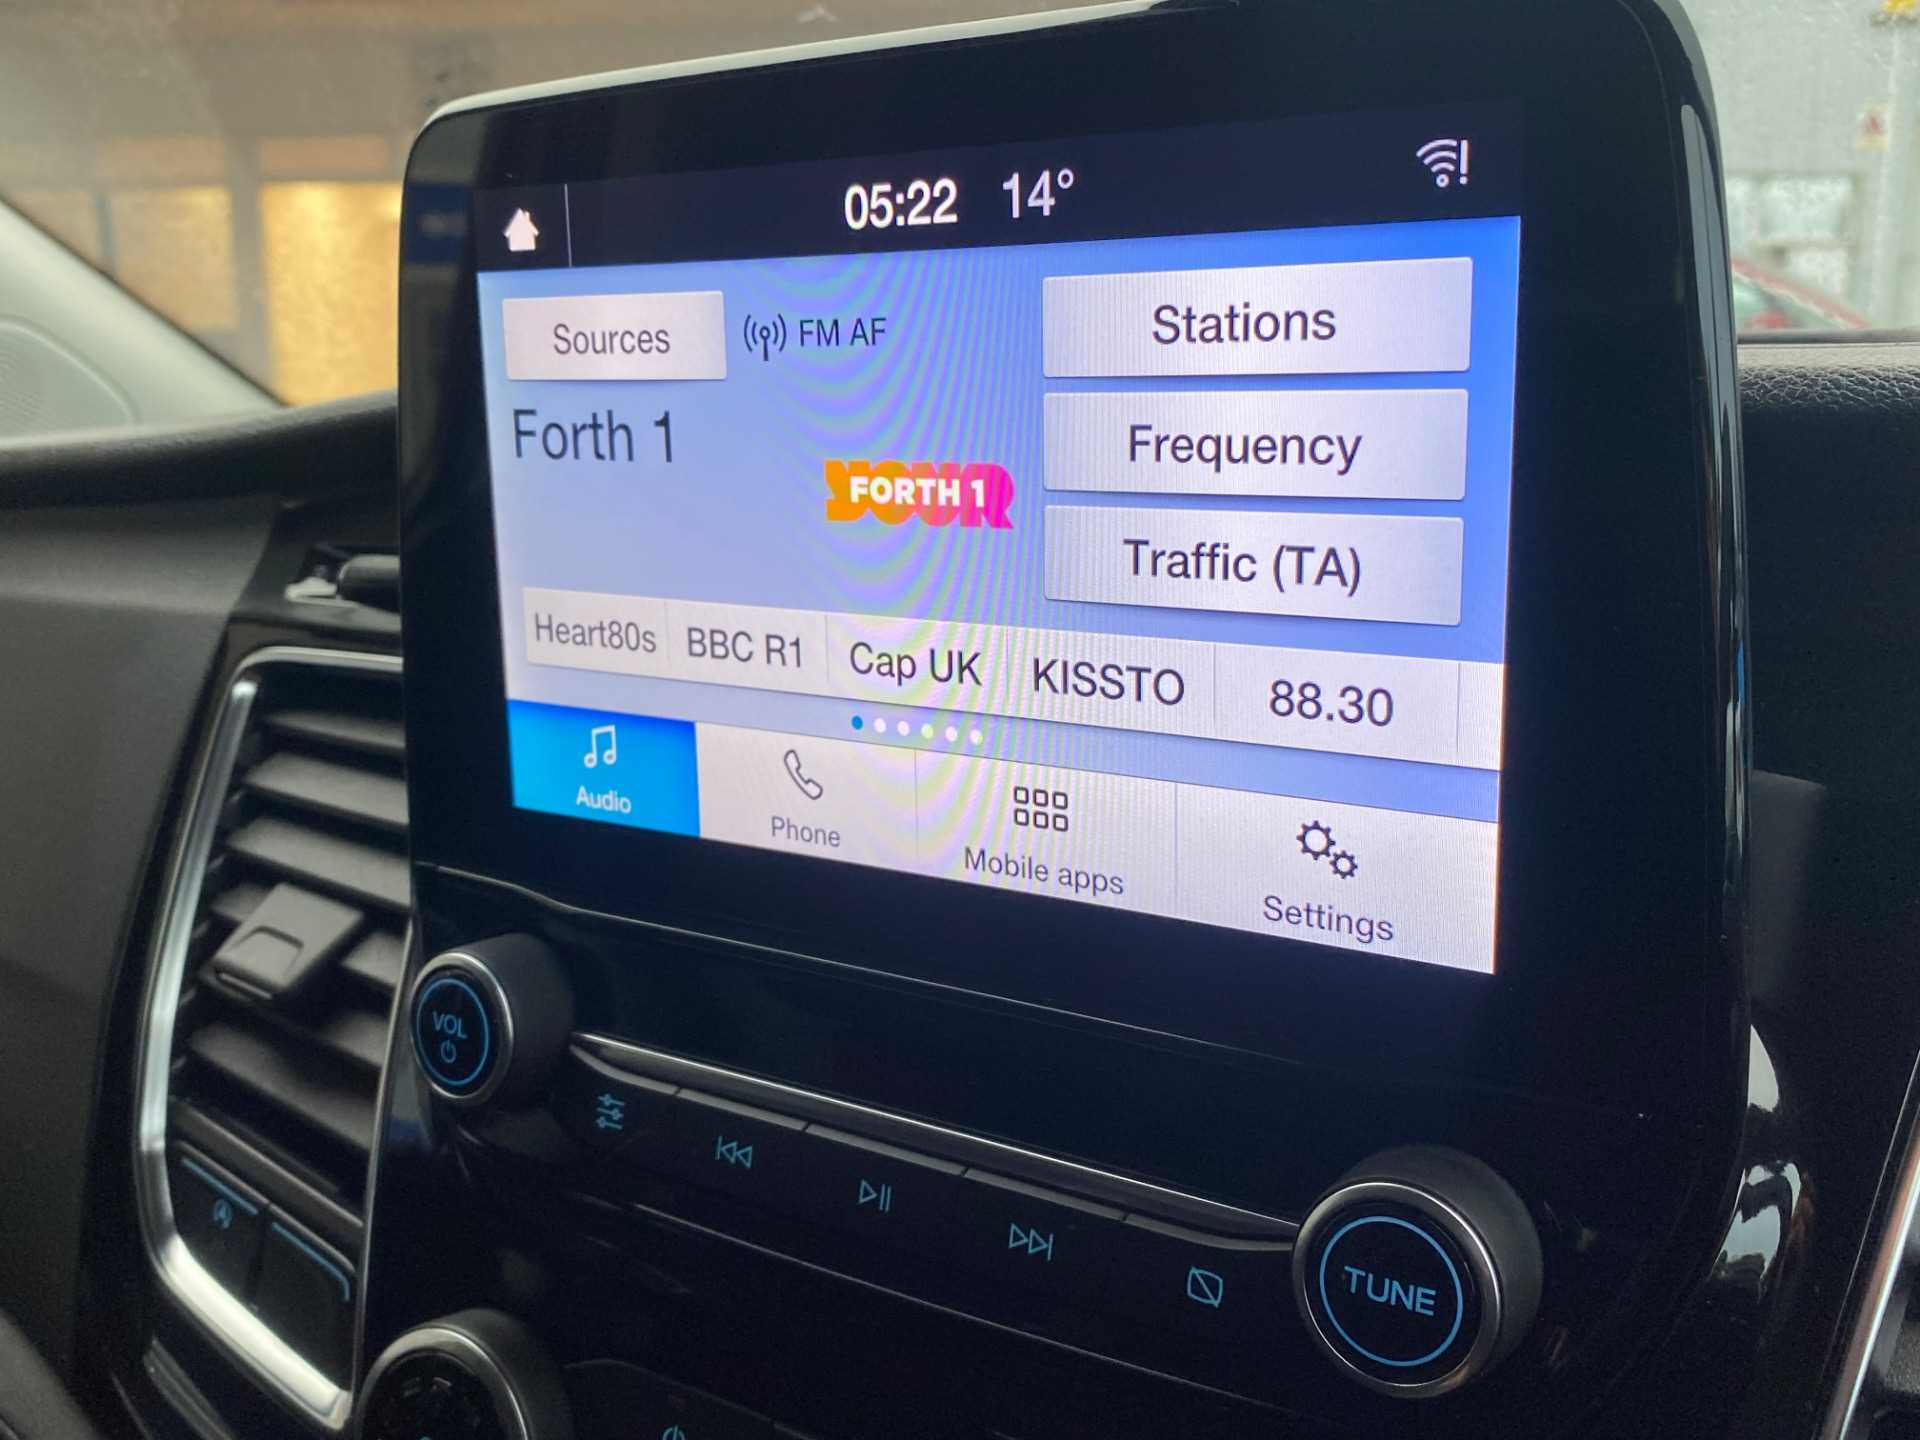 05:22 14°
Sources
FM AF
Stations
Forth 1
FORTH 1
Frequency
Traffic (TA)
Heart80s
BBC R1
Cap UK
KISSTO
88.30
Audio
Phone
Mobile apps
Settings
VOL
TUNE